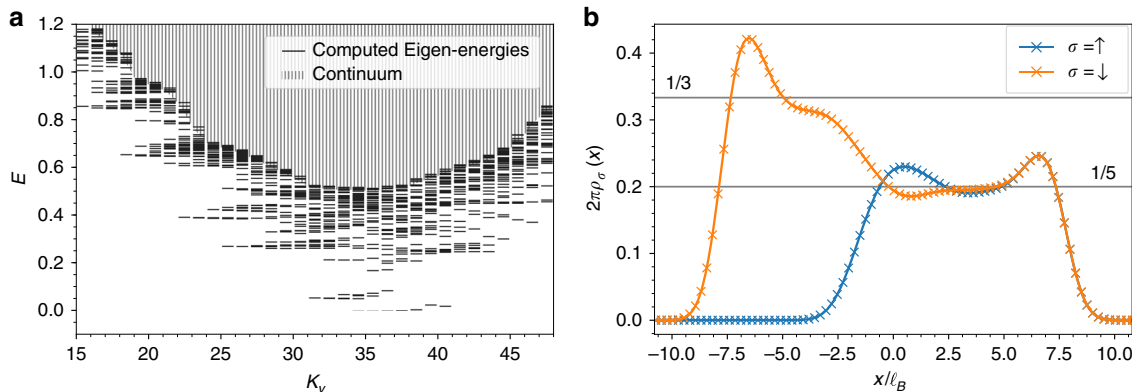 a
1.2
1.0
0.8
0.6
0.4
0.2
0.0
E
Computed Eigen-energies
Continuum
15 20 25 30 35 40 45
K_y
b
0.4
0.3
0.2
0.1
0.0
2πρ_σ(x)
σ =↑
σ =↓
1/3
1/5
−10.0 −7.5 −5.0 −2.5 0.0 2.5 5.0 7.5 10.0
x/ℓ_B